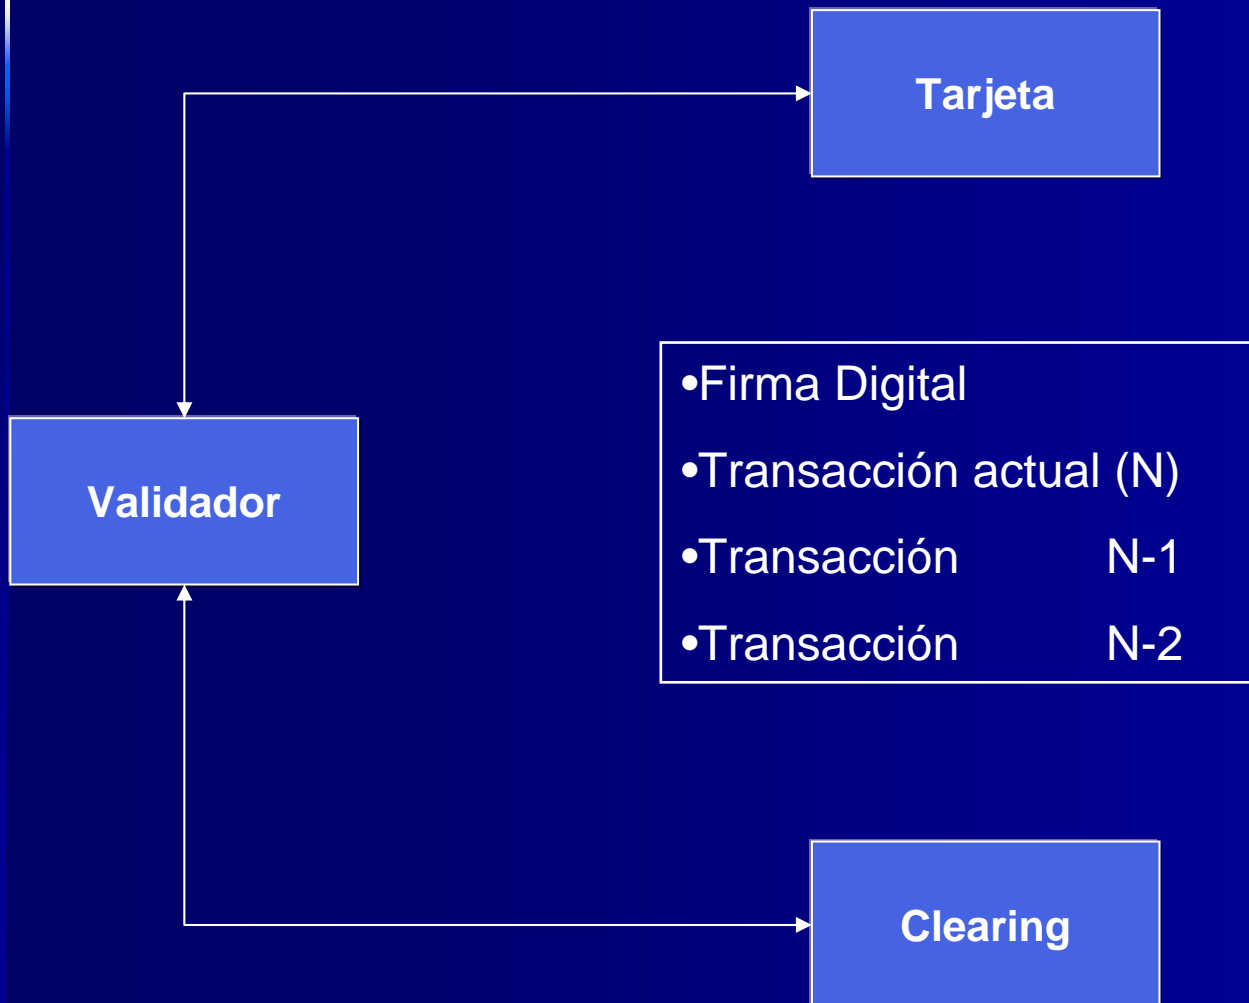 Tarjeta
•Firma Digital
•Transacción actual (N)
•Transacción N-1
•Transacción N-2
Validador
Clearing